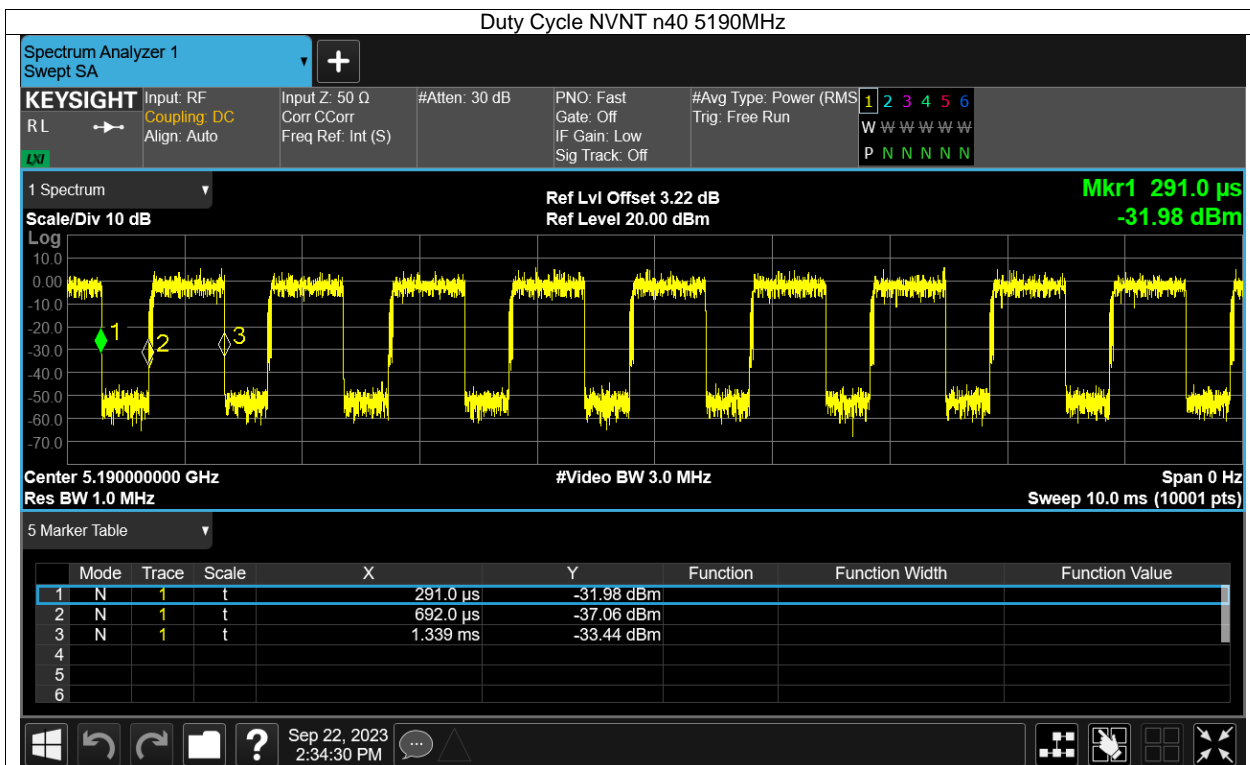 Duty Cycle NVNT n40 5190MHz
Spectrum Analyzer 1
Swept SA
+
KEYSIGHT
RL
LXI
Input: RF
Coupling: DC
Align: Auto
Input Z: 50 Ω
Corr CCorr
Freq Ref: Int (S)
#Atten: 30 dB
PNO: Fast
Gate: Off
IF Gain: Low
Sig Track: Off
#Avg Type: Power (RMS
Trig: Free Run
1 2 3 4 5 6
W W W W W W
P N N N N N
1 Spectrum
Scale/Div 10 dB
Log
Ref Lvl Offset 3.22 dB
Ref Level 20.00 dBm
Mkr1 291.0 µs
-31.98 dBm
10.0
0.00
-10.0
-20.0
-30.0
-40.0
-50.0
-60.0
-70.0
1
2
3
Center 5.190000000 GHz
Res BW 1.0 MHz
#Video BW 3.0 MHz
Span 0 Hz
Sweep 10.0 ms (10001 pts)
5 Marker Table
Mode Trace Scale X Y Function Function Width Function Value
1 N 1 t 291.0 µs -31.98 dBm
2 N 1 t 692.0 µs -37.06 dBm
3 N 1 t 1.339 ms -33.44 dBm
4
5
6
?
Sep 22, 2023
2:34:30 PM